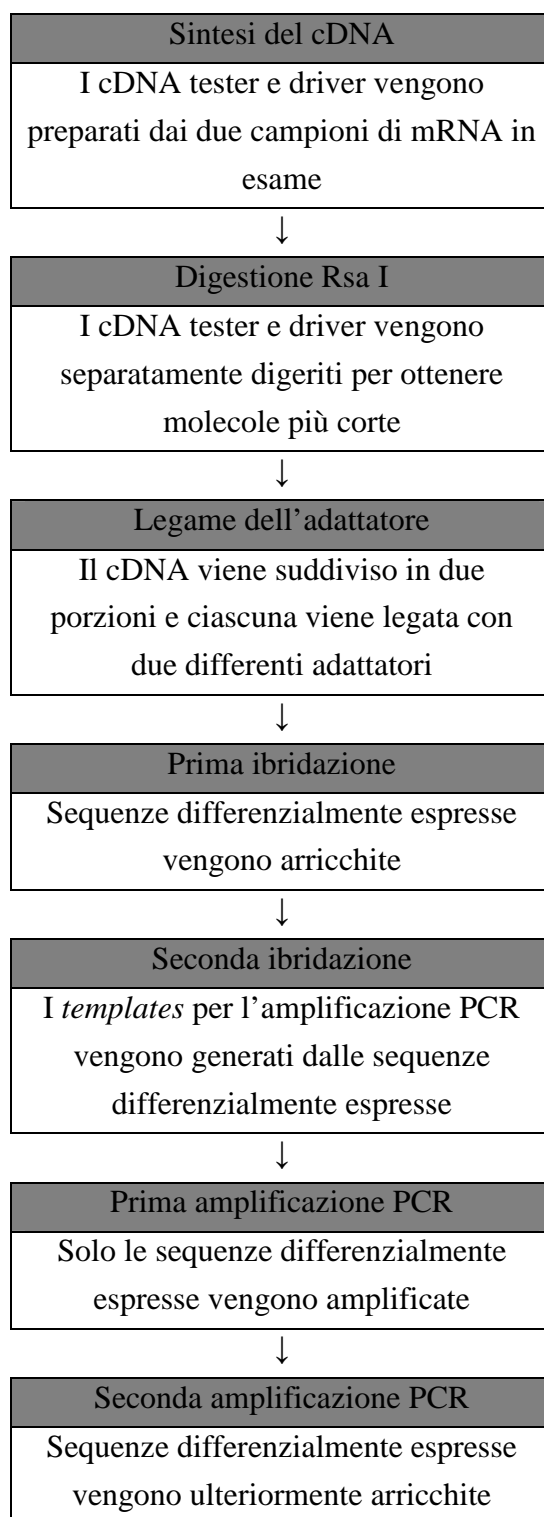 Sintesi del cDNA
I cDNA tester e driver vengono
preparati dai due campioni di mRNA in
esame
↓
Digestione Rsa I
I cDNA tester e driver vengono
separatamente digeriti per ottenere
molecole più corte
↓
Legame dell’adattatore
Il cDNA viene suddiviso in due
porzioni e ciascuna viene legata con
due differenti adattatori
↓
Prima ibridazione
Sequenze differenzialmente espresse
vengono arricchite
↓
Seconda ibridazione
I templates per l’amplificazione PCR
vengono generati dalle sequenze
differenzialmente espresse
↓
Prima amplificazione PCR
Solo le sequenze differenzialmente
espresse vengono amplificate
↓
Seconda amplificazione PCR
Sequenze differenzialmente espresse
vengono ulteriormente arricchite